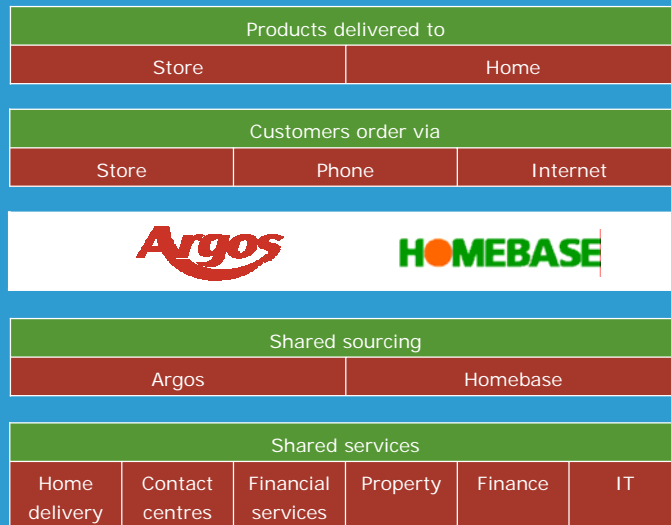 Products delivered to
Store Home
Customers order via
Store Phone Internet
Argos HOMEBASE
Shared sourcing
Argos Homebase
Shared services
Home Contact Financial Property Finance IT
delivery centres services